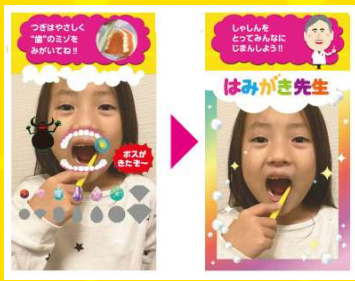 つぎはやさしく
“歯”のミゾを
みがいてね!!
ボスが
きたぞ〜
しゃしんを
とってみんなに
じまんしよう!!
はみがき先生